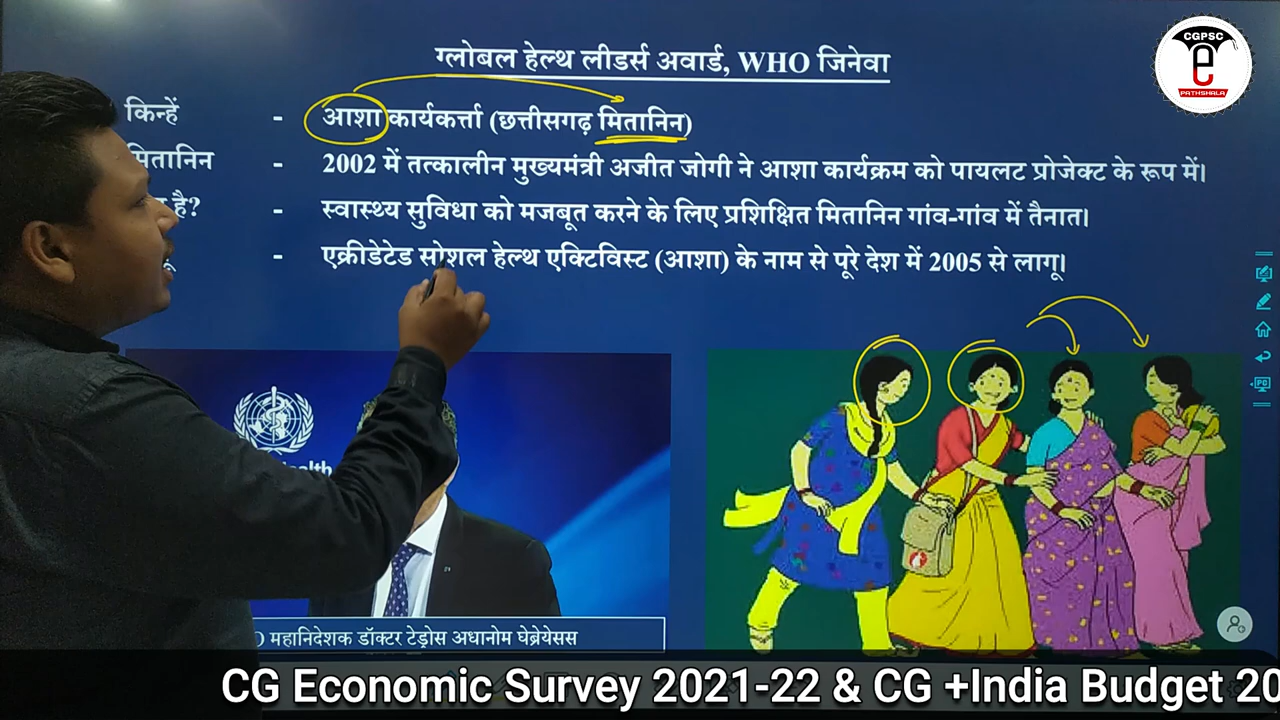 ग्लोबल हेल्थ लीडर्स अवार्ड, WHO जिनेवा
CGPSC
PATHSHALA
किन्हें - आशा कार्यकर्त्ता (छत्तीसगढ़ मितानिन)
मितानिन - 2002 में तत्कालीन मुख्यमंत्री अजीत जोगी ने आशा कार्यक्रम को पायलट प्रोजेक्ट के रूप में।
है? - स्वास्थ्य सुविधा को मजबूत करने के लिए प्रशिक्षित मितानिन गांव-गांव में तैनात।
- एक्रीडेटेड सोशल हेल्थ एक्टिविस्ट (आशा) के नाम से पूरे देश में 2005 से लागू।
महानिदेशक डॉक्टर टेड्रोस अधानोम घेब्रेयेसस
CG Economic Survey 2021-22 & CG +India Budget 20